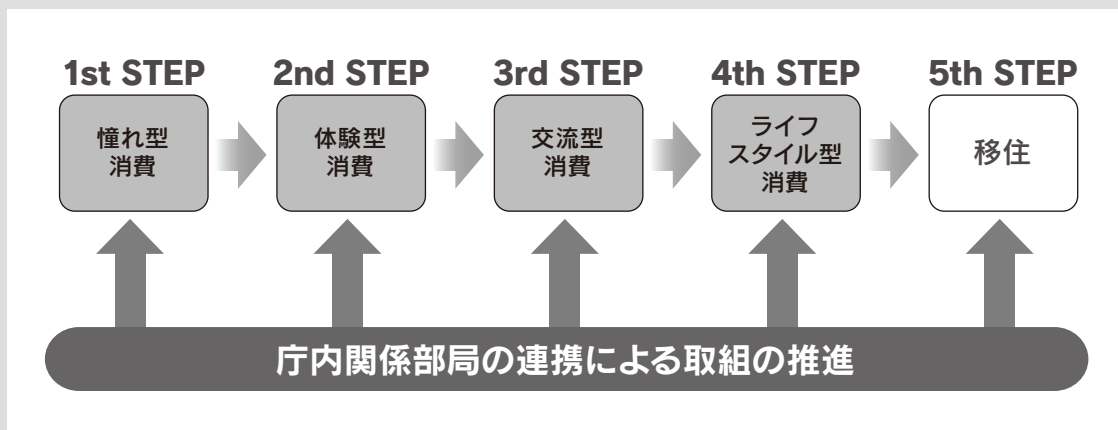 1st STEP
憧れ型
消費
2nd STEP
体験型
消費
3rd STEP
交流型
消費
4th STEP
ライフ
スタイル型
消費
5th STEP
移住
庁内関係部局の連携による取組の推進